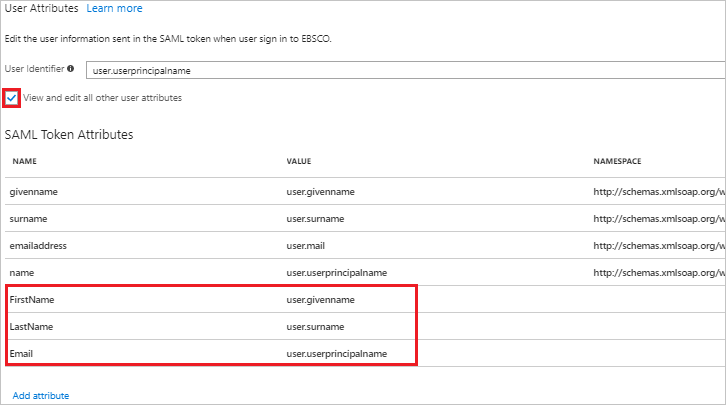 User Attributes Learn more
Edit the user information sent in the SAML token when user sign in to EBSCO.
User Identifier user.userprincipalname
View and edit all other user attributes
SAML Token Attributes
NAME VALUE NAMESPACE
givenname user.givenname http://schemas.xmlsoap.org/w
surname user.surname http://schemas.xmlsoap.org/w
emailaddress user.mail http://schemas.xmlsoap.org/w
name user.userprincipalname http://schemas.xmlsoap.org/w
FirstName user.givenname
LastName user.surname
Email user.userprincipalname
Add attribute